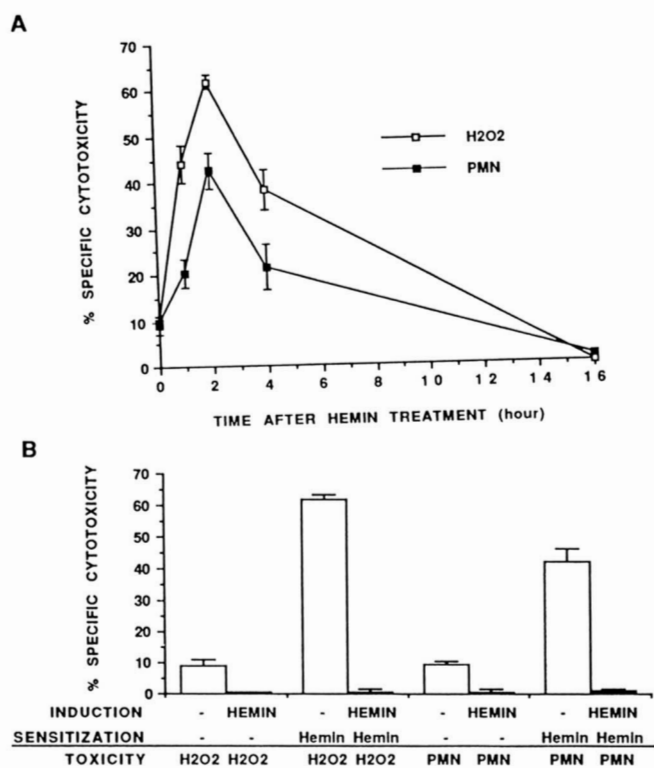 A
70
60
50
40
30
20
10
0
% SPECIFIC CYTOTOXICITY
H2O2
PMN
0 2 4 6 8 10 12 14 16
TIME AFTER HEMIN TREATMENT (hour)
B
70
60
50
40
30
20
10
0
% SPECIFIC CYTOTOXICITY
INDUCTION - HEMIN - HEMIN - HEMIN - HEMIN
SENSITIZATION - - HemIn HemIn - - HemIn HemIn
TOXICITY H2O2 H2O2 H2O2 H2O2 PMN PMN PMN PMN